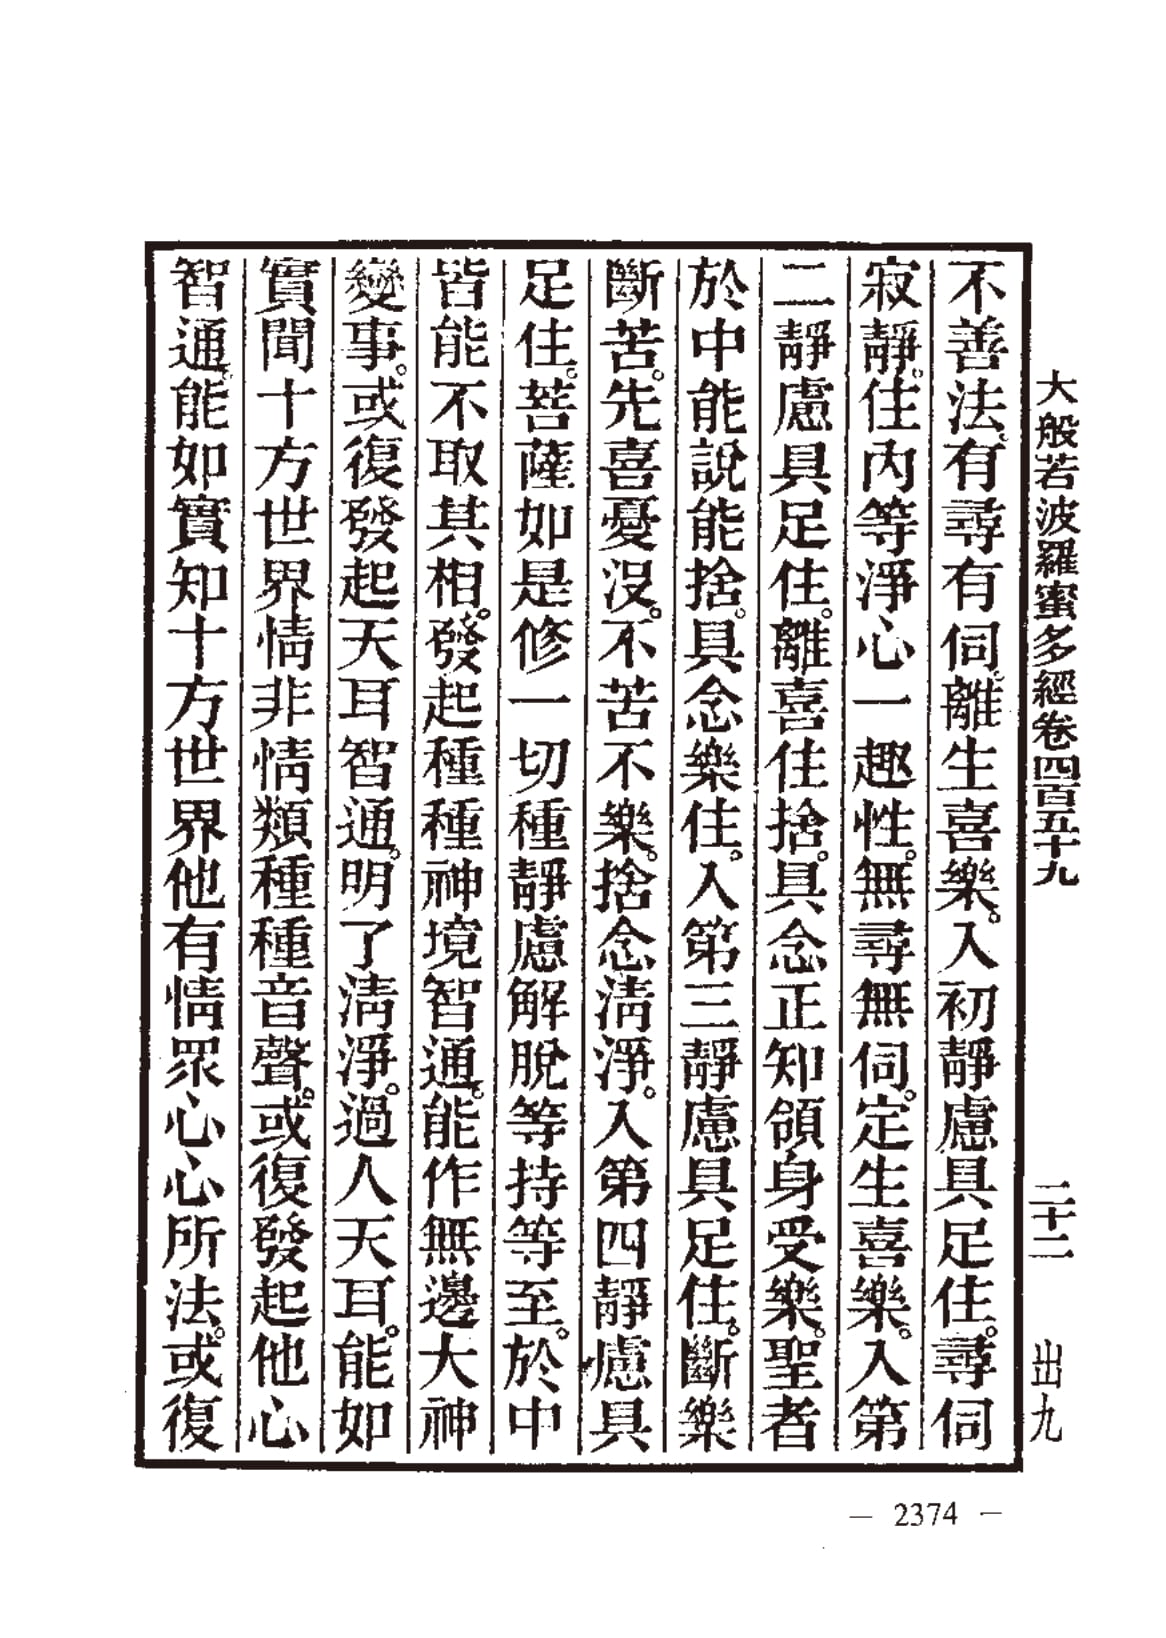 大般若波羅蜜多經卷四百五十九　二十二　出九
不善法。有尋有伺。離生喜樂。入初靜慮具足住。尋伺
寂靜。住內等淨心一趣性。無尋無伺。定生喜樂。入第
二靜慮具足住。離喜住捨。具念正知領身受樂。聖者
於中能說能捨。具念樂住。入第三靜慮具足住。斷樂
斷苦。先喜憂沒。不苦不樂。捨念淸淨。入第四靜慮具
足住。菩薩如是修一切種靜慮解脫等持等至。於中
皆能不取其相。發起種種神境智通。能作無邊大神
變事。或復發起天耳智通。明了淸淨。過人天耳。能如
實聞十方世界情非情類種種音聲。或復發起他心
智通。能如實知十方世界他有情眾心心所法。或復
— 2374 —